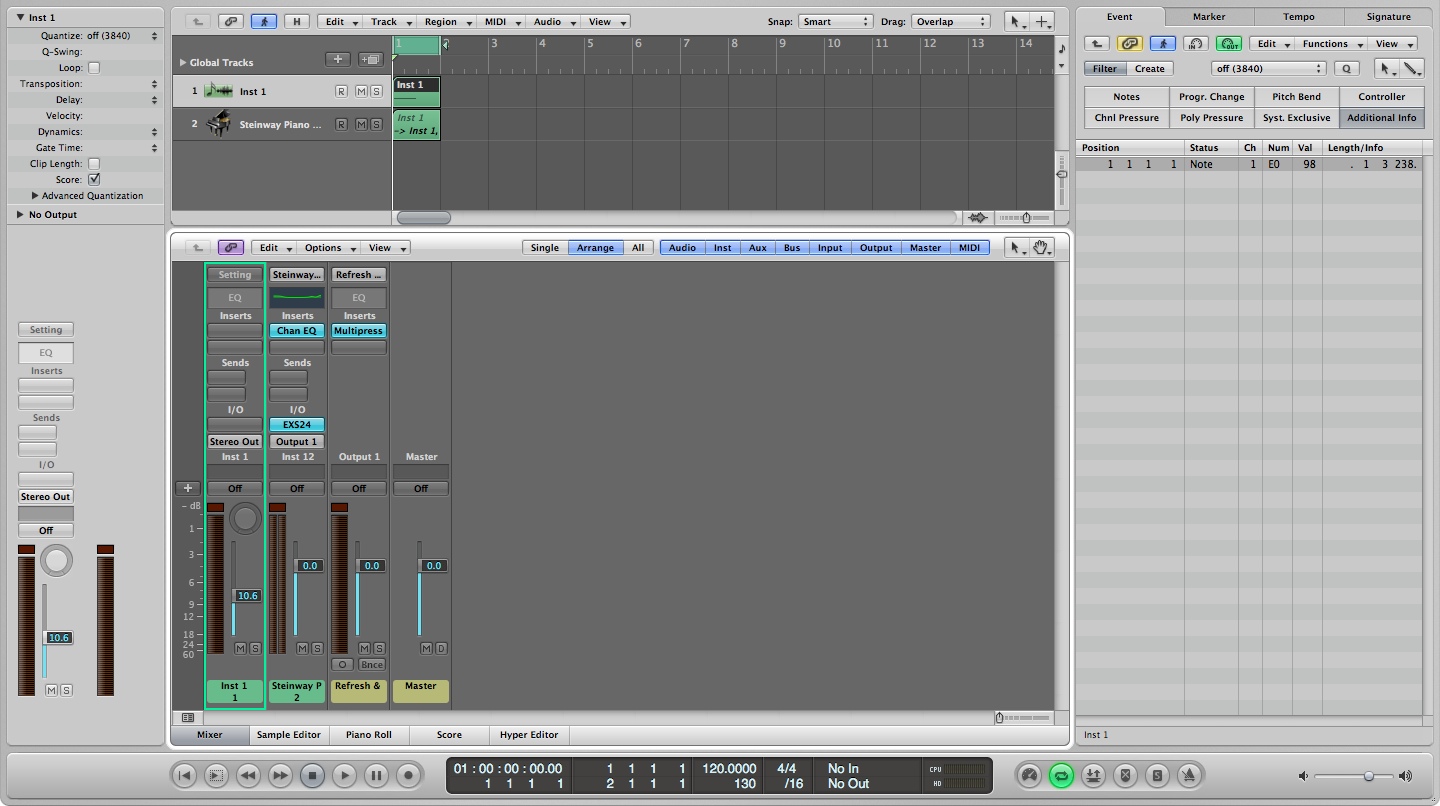 Inst 1
Quantize: off (3840)
Q-Swing:
Loop:
Transposition:
Delay:
Velocity:
Dynamics:
Gate Time:
Clip Length:
Score:
Advanced Quantization
No Output
Setting
EQ
Inserts
Sends
I/O
Stereo Out
Off
10.6
M S
H Edit Track Region MIDI Audio View Snap: Smart Drag: Overlap
1 2 3 4 5 6 7 8 9 10 11 12 13 14
Global Tracks
1 Inst 1 R M S Inst 1
2 Steinway Piano ... R M S Inst 1
-> Inst 1,
Edit Options View Single Arrange All Audio Inst Aux Bus Input Output Master MIDI
Setting Steinway... Refresh ...
EQ EQ
Inserts Inserts Inserts
Chan EQ Multipress
Sends Sends
I/O I/O
EXS24
Stereo Out Output 1
Inst 1 Inst 12 Output 1 Master
Off Off Off Off
- dB
1
3
0.0 0.0 0.0
6
9 10.6
12
18
24 M S M S M S M D
60
O Bnce
Inst 1 Steinway P Refresh & Master
1 2
Mixer Sample Editor Piano Roll Score Hyper Editor
Event Marker Tempo Signature
IN OUT Edit Functions View
Filter Create off (3840) Q
Notes Progr. Change Pitch Bend Controller
Chnl Pressure Poly Pressure Syst. Exclusive Additional Info
Position Status Ch Num Val Length/Info
1 1 1 1 Note 1 E0 98 . 1 3 238.
Inst 1
01 : 00 : 00 : 00.00 1 1 1 1 120.0000 4/4 No In CPU
1 1 1 1 2 1 1 1 130 /16 No Out HD
S